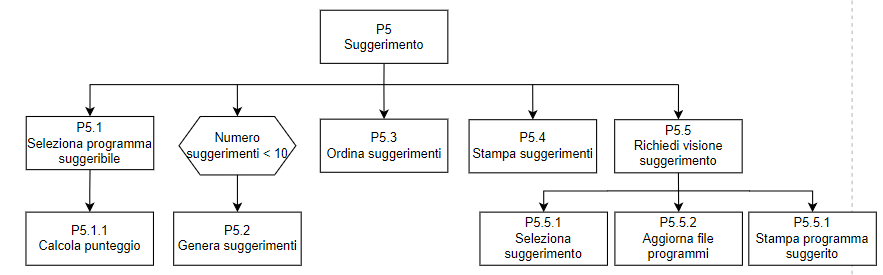 P5
Suggerimento
P5.1
Seleziona programma
suggeribile
Numero
suggerimenti < 10
P5.3
Ordina suggerimenti
P5.4
Stampa suggerimenti
P5.5
Richiedi visione
suggerimento
P5.1.1
Calcola punteggio
P5.2
Genera suggerimenti
P5.5.1
Seleziona
suggerimento
P5.5.2
Aggiorna file
programmi
P5.5.1
Stampa programma
suggerito